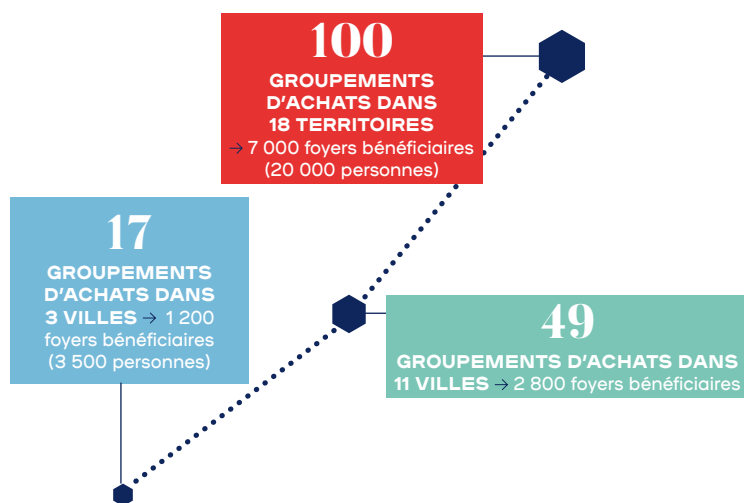 100
GROUPEMENTS
D'ACHATS DANS
18 TERRITOIRES
→ 7 000 foyers bénéficiaires
(20 000 personnes)
17
GROUPEMENTS
D'ACHATS DANS
3 VILLES → 1 200
foyers bénéficiaires
(3 500 personnes)
49
GROUPEMENTS D'ACHATS DANS
11 VILLES → 2 800 foyers bénéficiaires